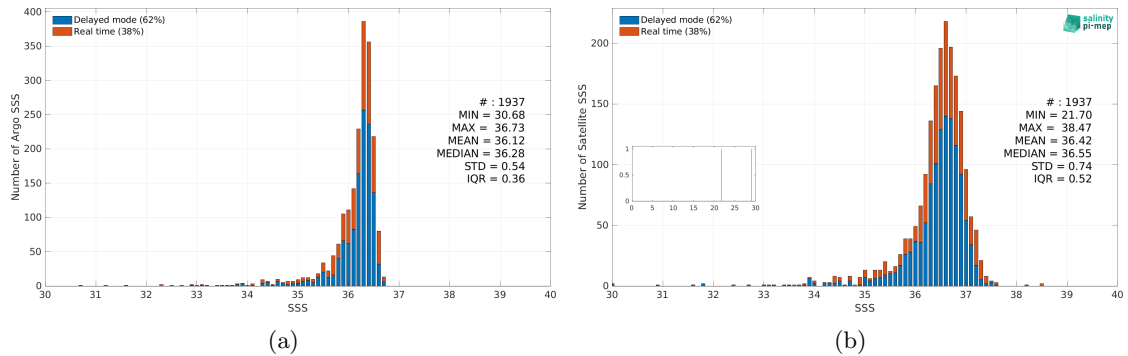 Delayed mode (62%)
Real time (38%)
400
350
300
250
200
150
100
50
0
Number of Argo SSS
# : 1937
MIN = 30.68
MAX = 36.73
MEAN = 36.12
MEDIAN = 36.28
STD = 0.54
IQR = 0.36
30 31 32 33 34 35 36 37 38 39 40
SSS
(a)
Delayed mode (62%)
Real time (38%)
salinity
pi-mep
200
150
100
50
0
Number of Satellite SSS
# : 1937
MIN = 21.70
MAX = 38.47
MEAN = 36.42
MEDIAN = 36.55
STD = 0.74
IQR = 0.52
1
0.5
0
0 5 10 15 20 25 30
30 31 32 33 34 35 36 37 38 39 40
SSS
(b)